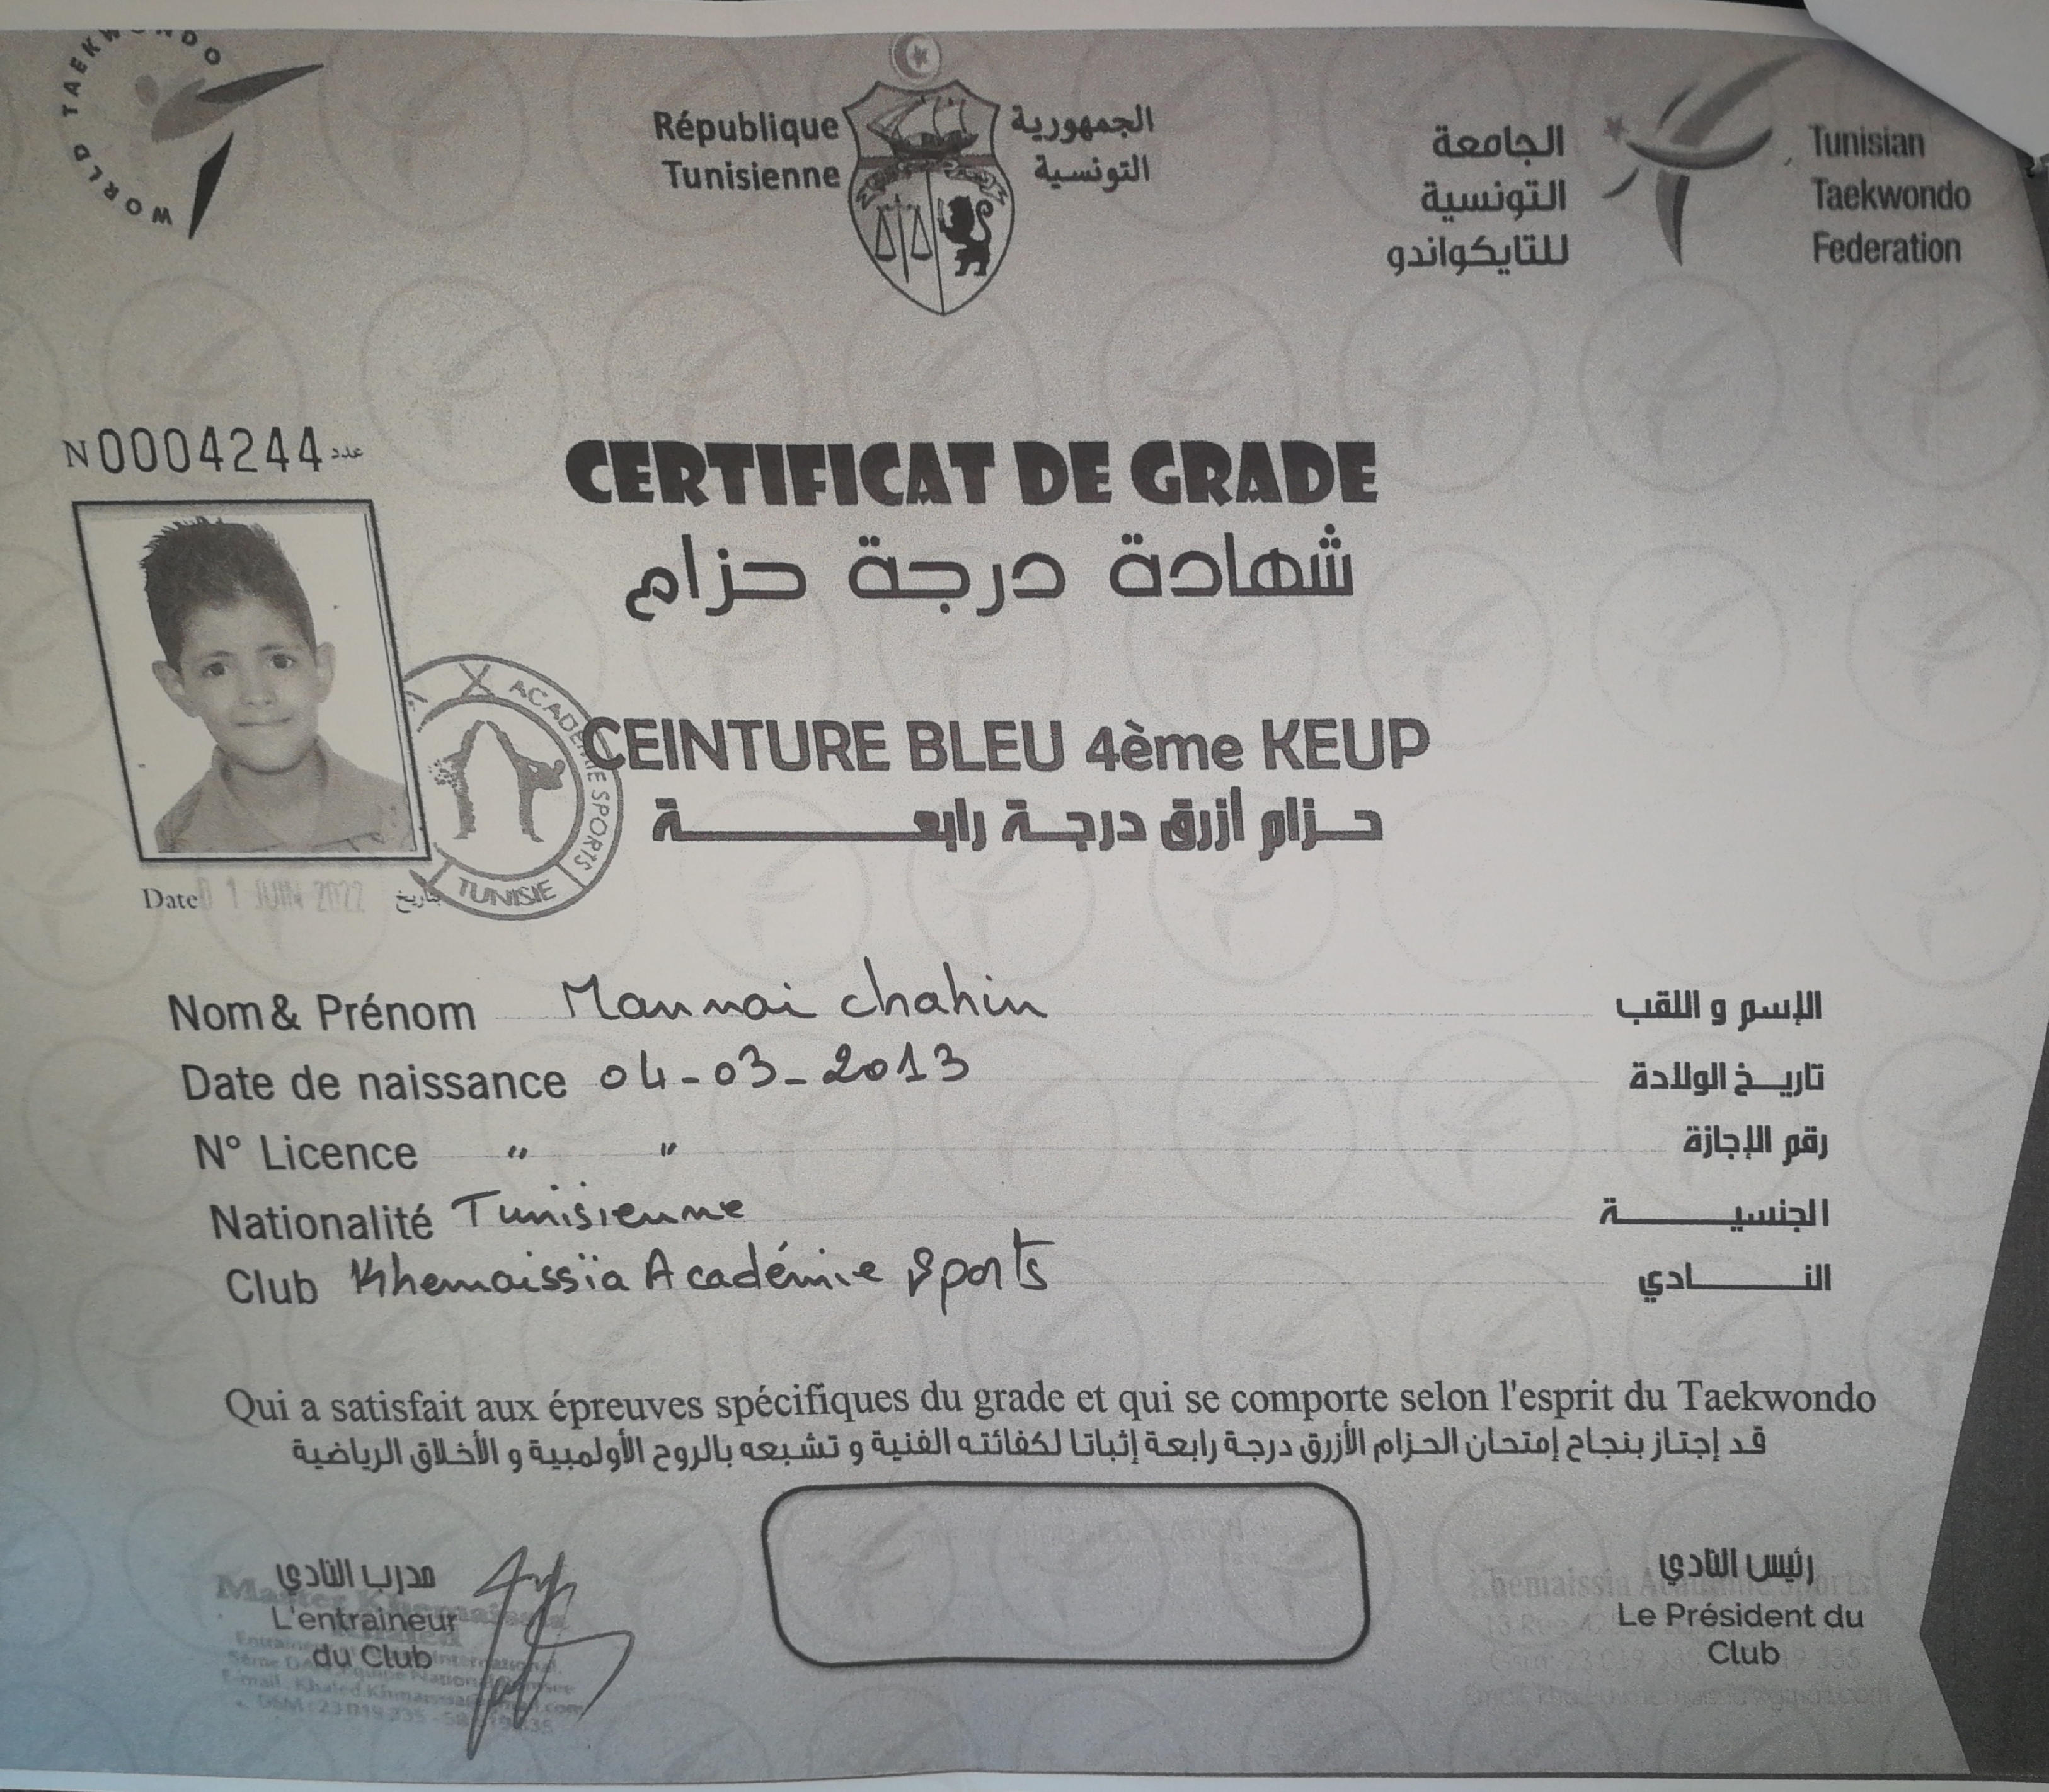 WORLD TAEKWONDO
République
Tunisienne
الجمهورية
التونسية
الجامعة
التونسية
للتايكواندو
Tunisian
Taekwondo
Federation
N 0004244 عدد
CERTIFICAT DE GRADE
شهادة درجة حزام
ACADEMIE SPORTS
TUNISIE
CEINTURE BLEU 4ème KEUP
حزام أزرق درجة رابعة
Date 01 JUIN 2022 تاريخ
Nom & Prénom Mannai chahin الإسم و اللقب
Date de naissance 04-03-2013 تاريخ الولادة
N° Licence " " رقم الإجازة
Nationalité Tunisienne الجنسية
Club Khemaissïa Académie Sports النادي
Qui a satisfait aux épreuves spécifiques du grade et qui se comporte selon l'esprit du Taekwondo
قد إجتاز بنجاح إمتحان الحزام الأزرق درجة رابعة إثباتا لكفائته الفنية و تشبعه بالروح الأولمبية و الأخلاق الرياضية
مدرب النادي
L'entraineur
du Club
رئيس النادي
Le Président du
Club